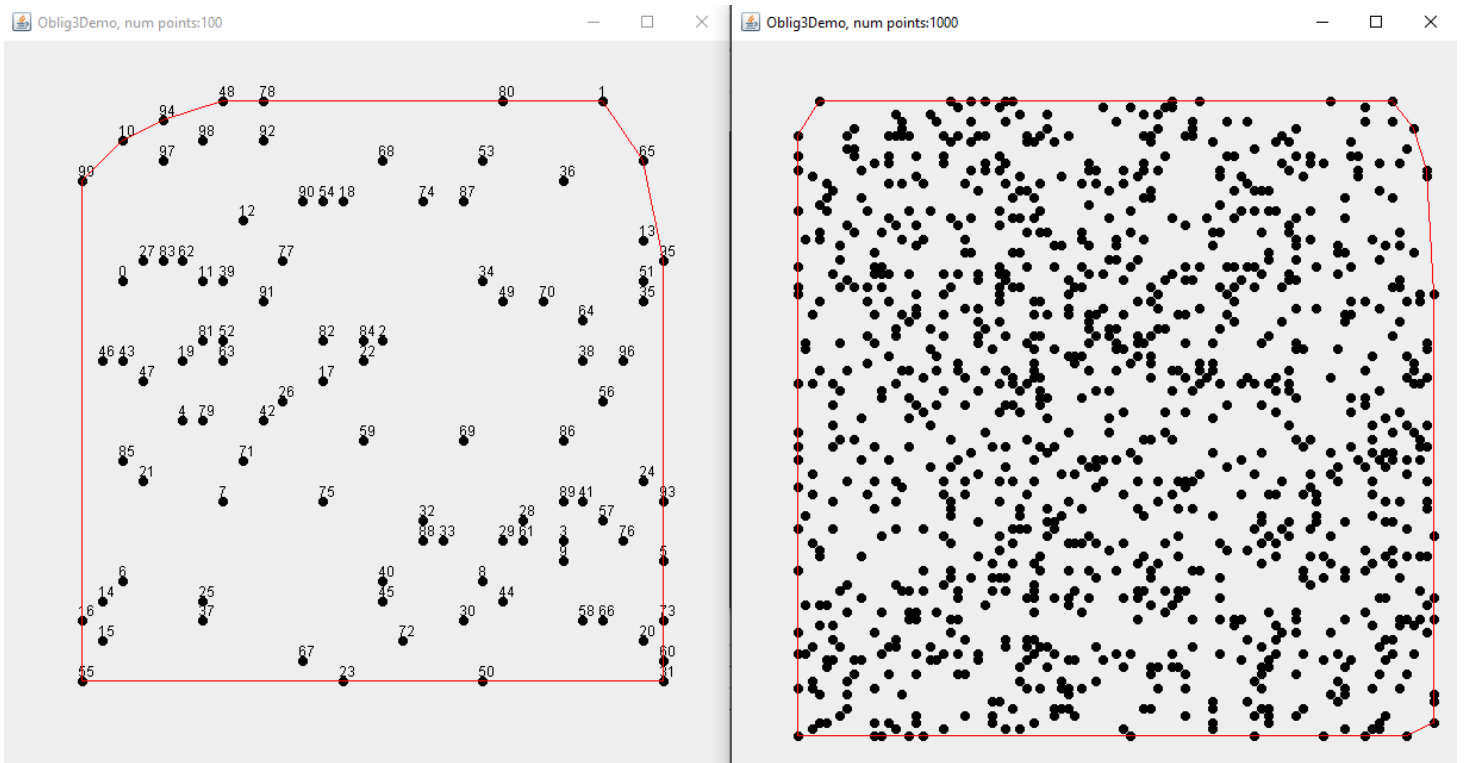 Oblig3Demo, num points:100
Oblig3Demo, num points:1000
48 78 80 1
94
10 98 92
97 68 53 65
99 36
90 54 18 74 87
12
13
27 83 62 77 95
0 11 39 34 51
91 49 70 35
64
81 52 82 84 2
46 43 19 63 22 38 96
47 17
26 56
4 79 42
59 69 86
85 71
21 24
7 75 89 41 93
32 28 57
88 33 29 61 3 76
9 5
6 40 8
14 25 45 44
16 37 30 58 66 73
15 72 20
67 60
55 23 50 31